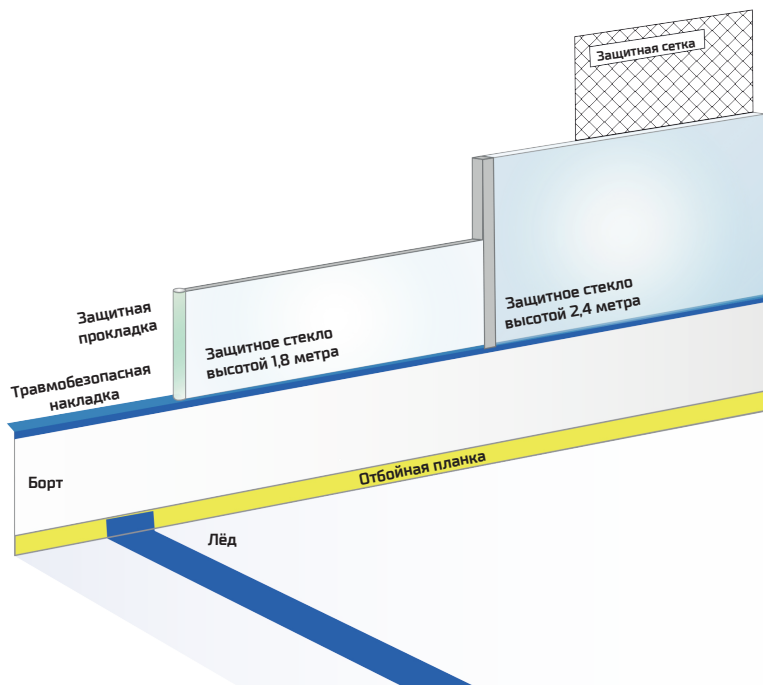 Защитная сетка
Защитное стекло
высотой 2,4 метра
Защитная
прокладка
Защитное стекло
высотой 1,8 метра
Травмобезопасная
накладка
Отбойная планка
Борт
Лёд